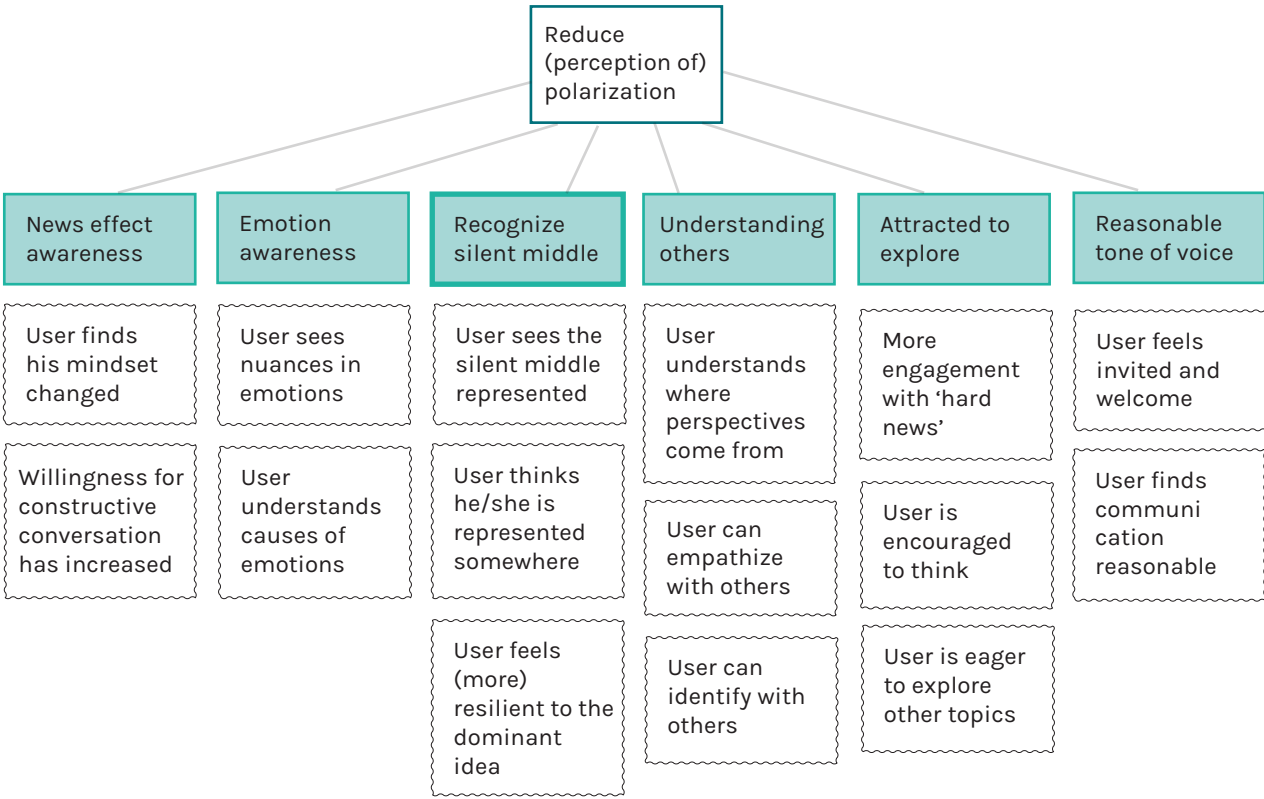 Reduce
(perception of)
polarization
News effect
awareness
User finds
his mindset
changed
Willingness for
constructive
conversation
has increased
Emotion
awareness
User sees
nuances in
emotions
User
understands
causes of
emotions
Recognize
silent middle
User sees the
silent middle
represented
User thinks
he/she is
represented
somewhere
User feels
(more)
resilient to the
dominant
idea
Understanding
others
User
understands
where
perspectives
come from
User can
empathize
with others
User can
identify with
others
Attracted to
explore
More
engagement
with ‘hard
news’
User is
encouraged
to think
User is eager
to explore
other topics
Reasonable
tone of voice
User feels
invited and
welcome
User finds
communi
cation
reasonable